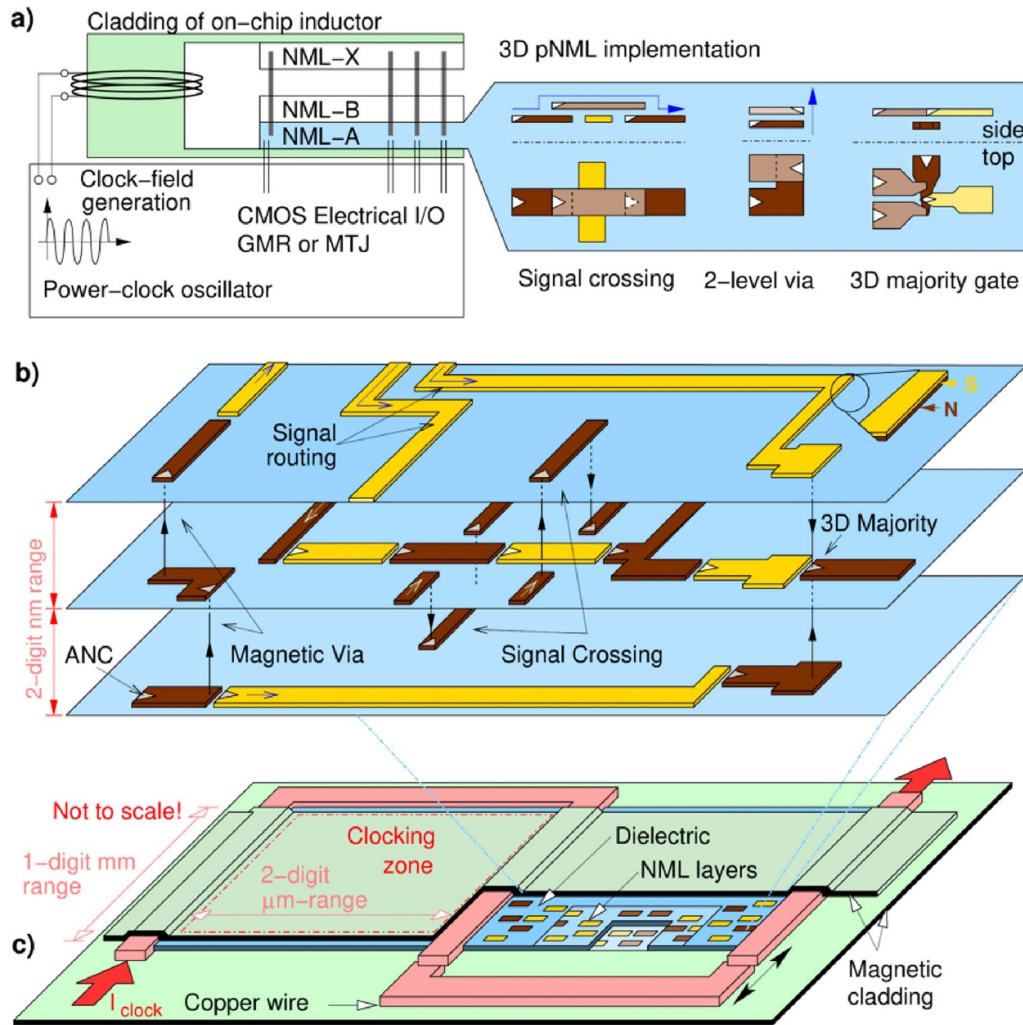 a)
Cladding of on-chip inductor
NML-X
NML-B
NML-A
Clock-field
generation
CMOS Electrical I/O
GMR or MTJ
Power-clock oscillator
3D pNML implementation
side
top
Signal crossing
2-level via
3D majority gate
b)
Signal
routing
S
N
3D Majority
2-digit nm range
ANC
Magnetic Via
Signal Crossing
Not to scale!
1-digit mm
range
Clocking
zone
2-digit
μm-range
Dielectric
NML layers
c)
I clock
Copper wire
Magnetic
cladding